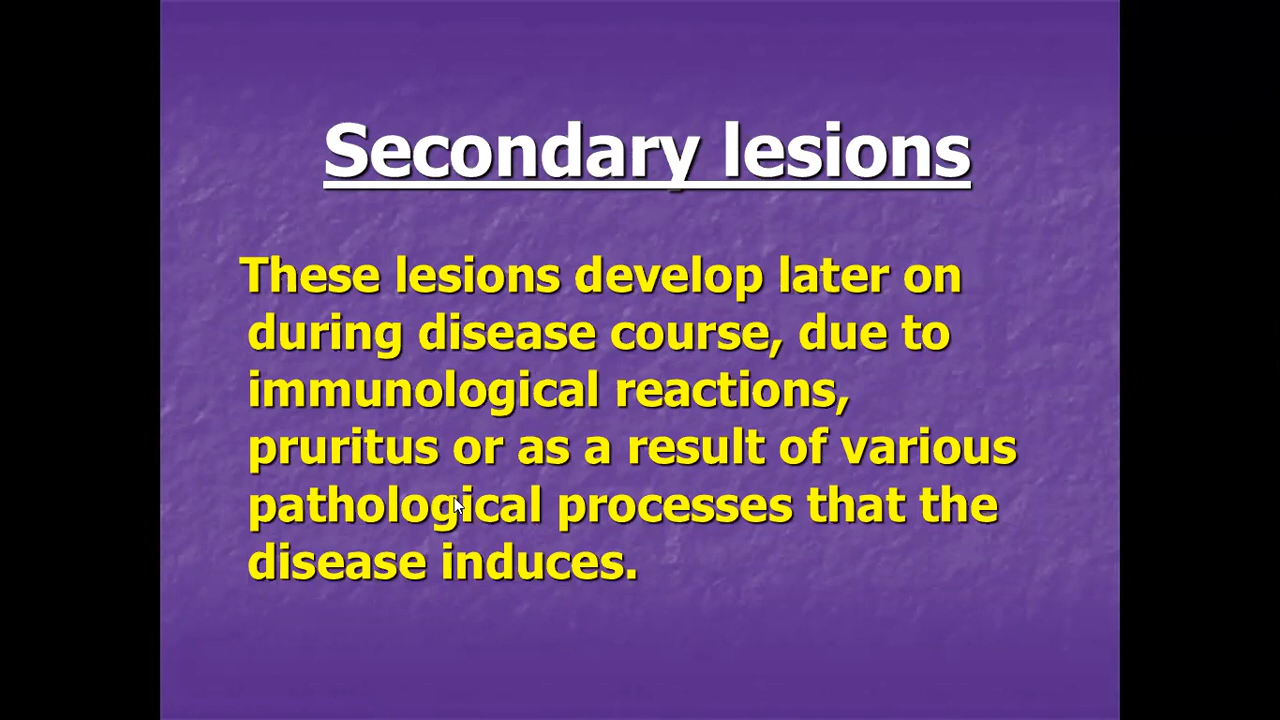 Secondary lesions
These lesions develop later on
during disease course, due to
immunological reactions,
pruritus or as a result of various
pathological processes that the
disease induces.